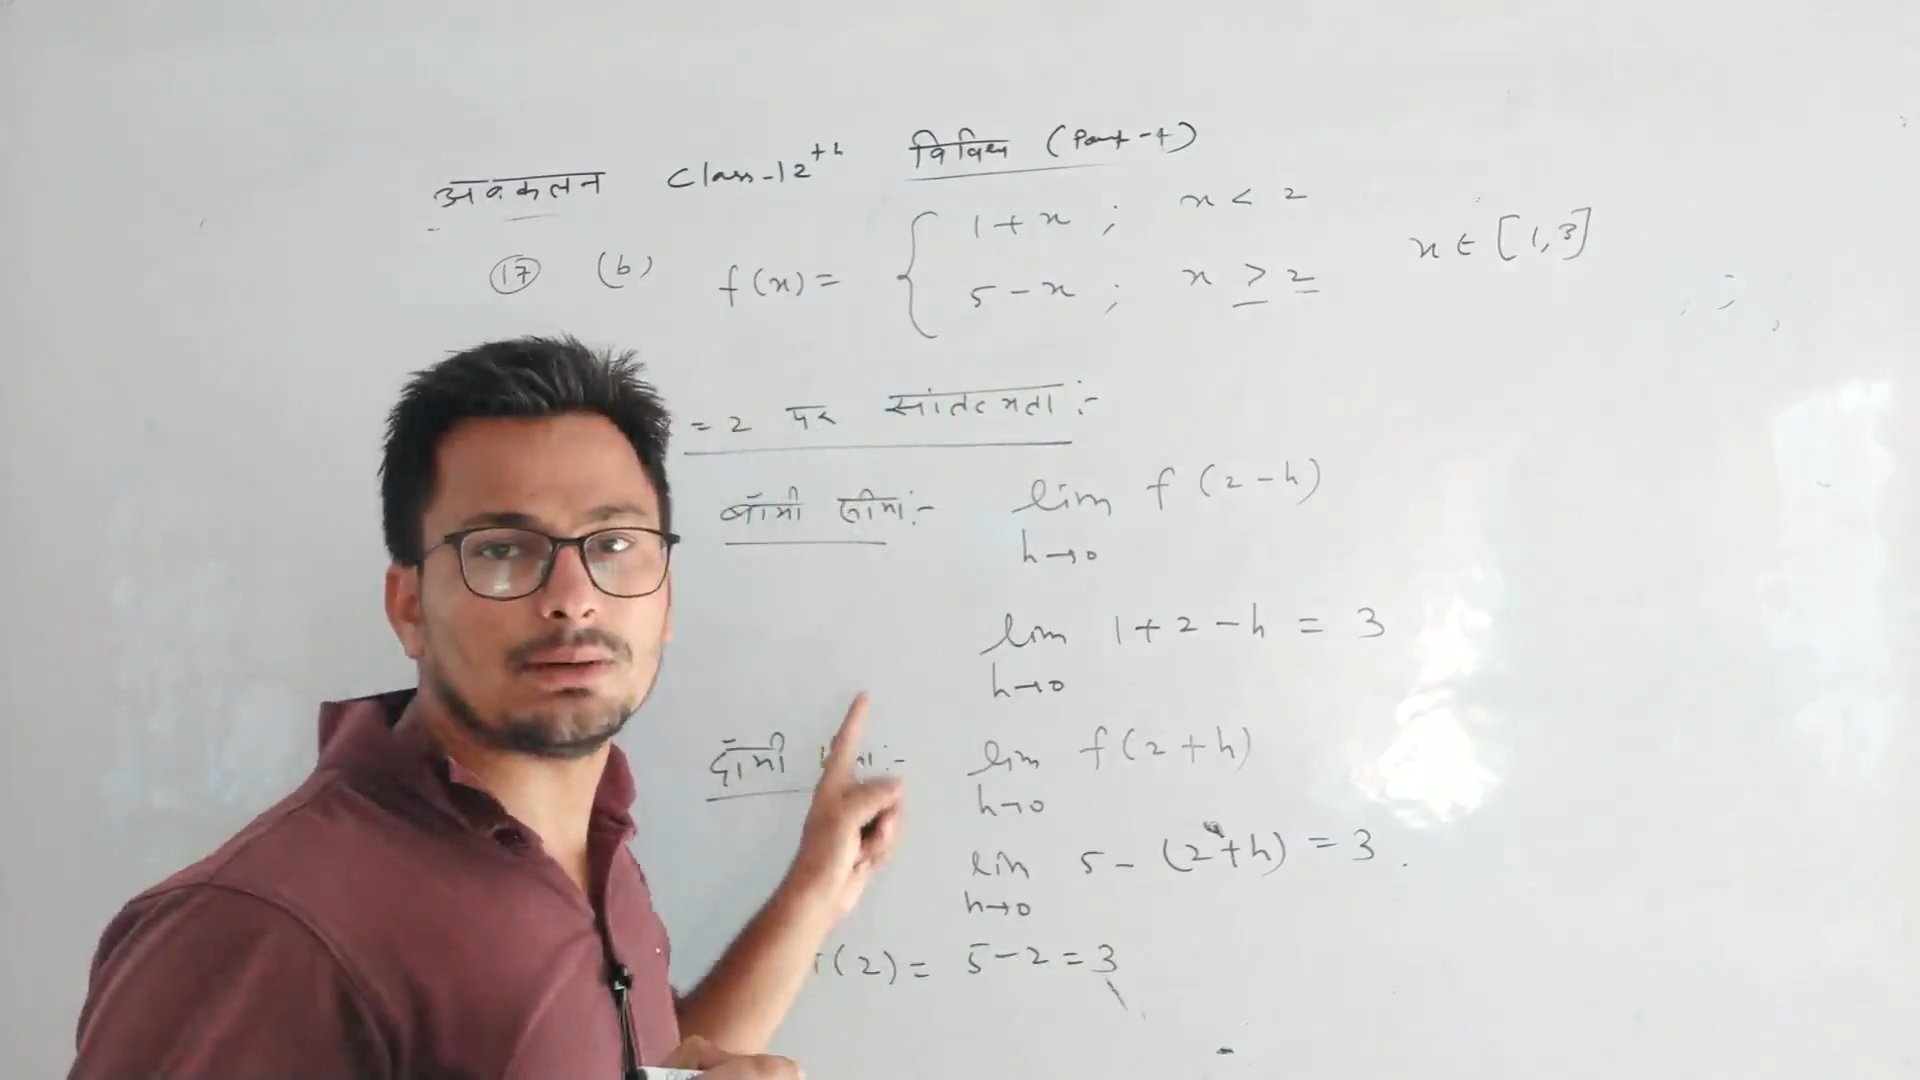 अवकलन Class-12th विविध (Part-4)
(17) (b) f(x) = { 1+x ; x < 2
5-x ; x ≥ 2 x ∈ [1,3]
= 2 पर सांतत्यता :-
बाँयी सीमा :- lim f(2-h)
h→0
lim 1+2-h = 3
h→0
दाँयी :- lim f(2+h)
h→0
lim 5-(2+h) = 3.
h→0
(2) = 5-2 = 3